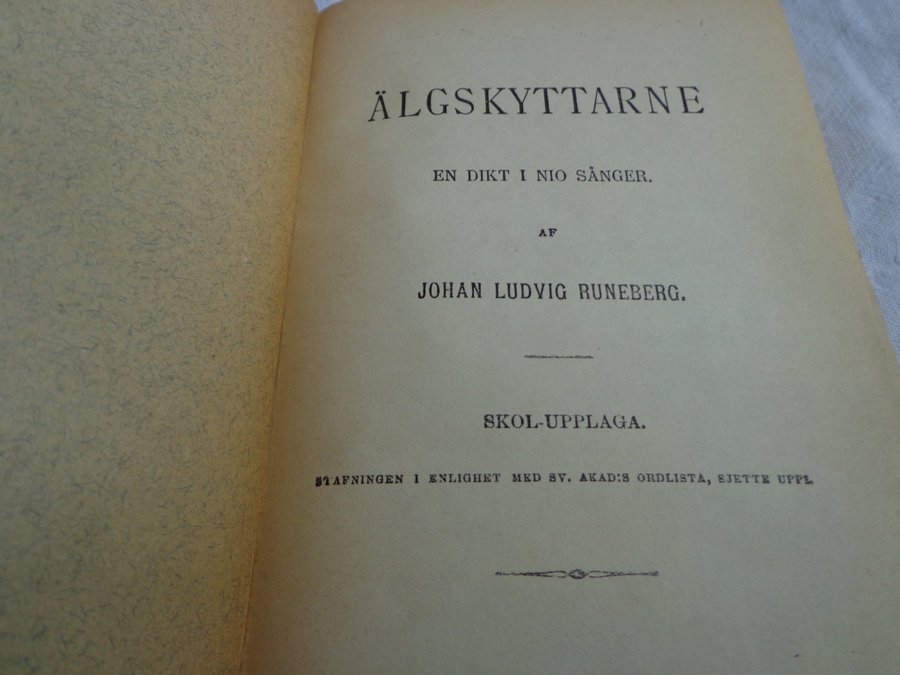 ÄLGSKYTTARNE
EN DIKT I NIO SÅNGER.
AF
JOHAN LUDVIG RUNEBERG.
SKOL-UPPLAGA.
STAFNINGEN I ENLIGHET MED SV. AKAD:S ORDLISTA, SJETTE UPPL.